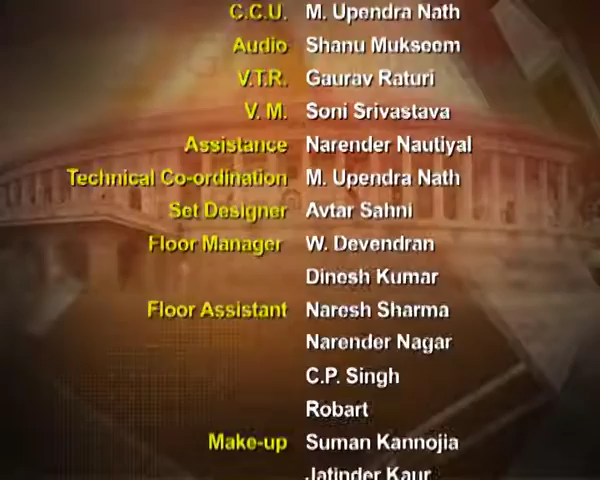 C.C.U. M. Upendra Nath
Audio Shanu Mukseem
V.T.R. Gaurav Raturi
V. M. Soni Srivastava
Assistance Narender Nautiyal
Technical Co-ordination M. Upendra Nath
Set Designer Avtar Sahni
Floor Manager W. Devendran
Dinesh Kumar
Floor Assistant Naresh Sharma
Narender Nagar
C.P. Singh
Robart
Make-up Suman Kannojia
Jatinder Kaur